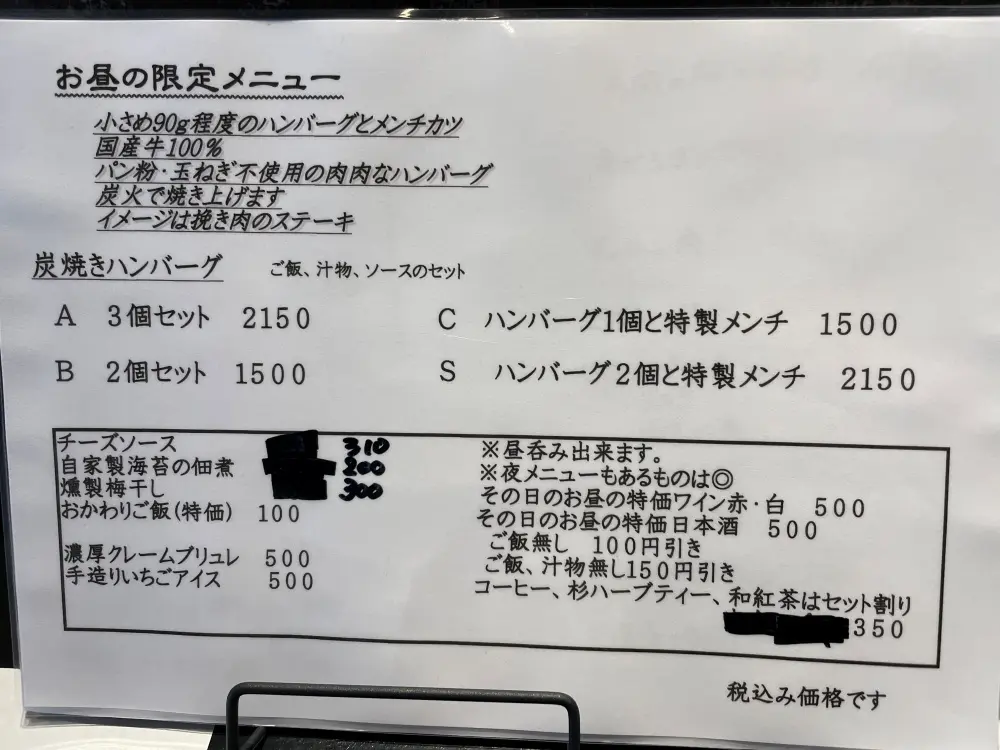 お昼の限定メニュー
小さめ90g程度のハンバーグとメンチカツ
国産牛100%
パン粉・玉ねぎ不使用の肉肉なハンバーグ
炭火で焼き上げます
イメージは挽き肉のステーキ
炭焼きハンバーグ ご飯、汁物、ソースのセット
A 3個セット 2150
B 2個セット 1500
C ハンバーグ1個と特製メンチ 1500
S ハンバーグ2個と特製メンチ 2150
チーズソース 310
自家製海苔の佃煮 200
燻製梅干し 300
おかわりご飯(特価) 100
濃厚クレームブリュレ 500
手造りいちごアイス 500
※昼呑み出来ます。
※夜メニューもあるものは◎
その日のお昼の特価ワイン赤・白 500
その日のお昼の特価日本酒 500
ご飯無し 100円引き
ご飯、汁物無し150円引き
コーヒー、杉ハーブティー、和紅茶はセット割り
350
税込み価格です